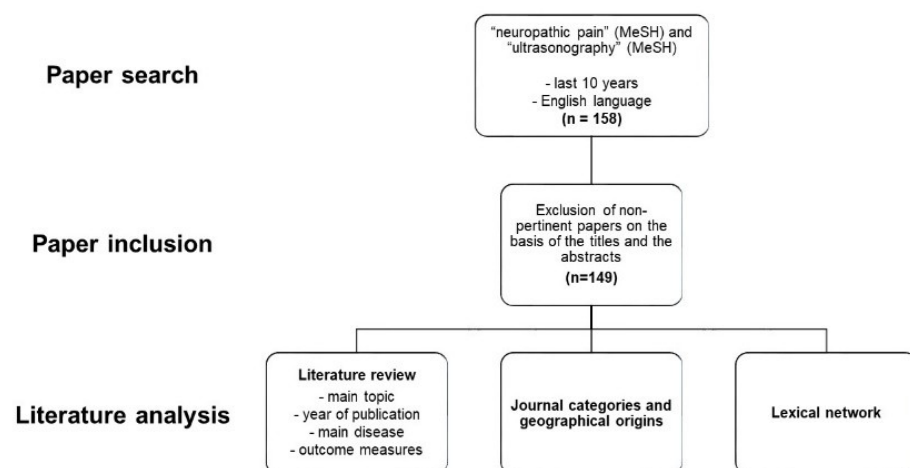 Paper search
“neuropathic pain” (MeSH) and
“ultrasonography” (MeSH)
- last 10 years
- English language
(n = 158)
Paper inclusion
Exclusion of non-
pertinent papers on the
basis of the titles and the
abstracts
(n=149)
Literature analysis
Literature review
- main topic
- year of publication
- main disease
- outcome measures
Journal categories and
geographical origins
Lexical network